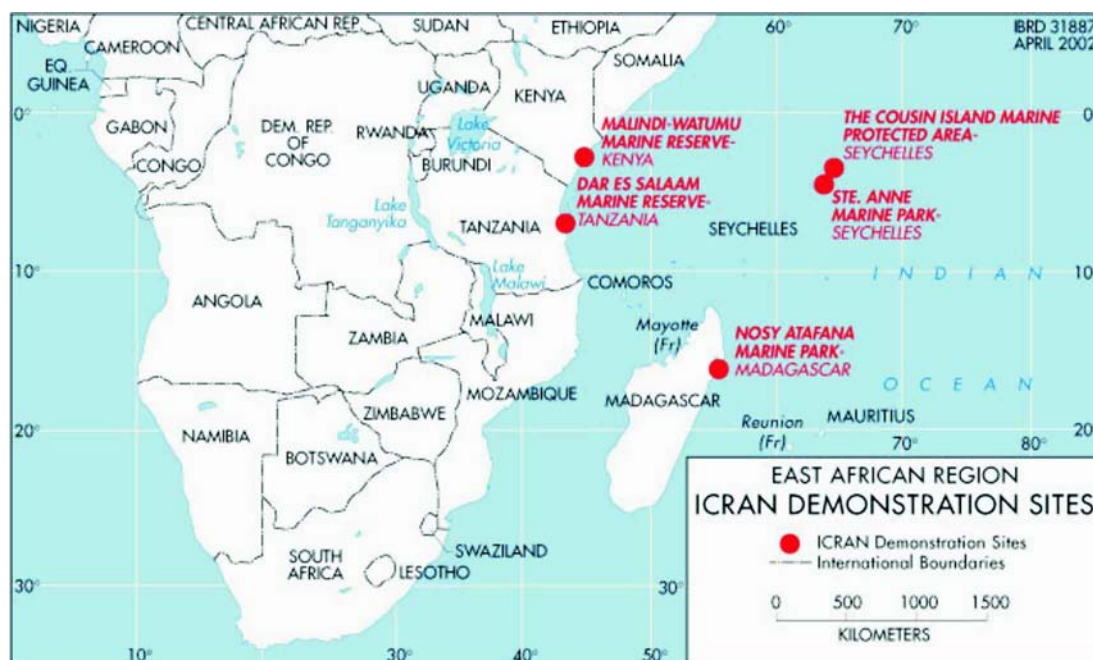 NIGERIA
CENTRAL AFRICAN REP.
SUDAN
ETHIOPIA
60°
70°
IBRD 31887
APRIL 2002
CAMEROON
SOMALIA
EQ.
GUINEA
UGANDA
KENYA
0°
0°
GABON
DEM. REP.
OF
CONGO
RWANDA
Lake
Victoria
MALINDI-WATUMU
MARINE RESERVE-
KENYA
THE COUSIN ISLAND MARINE
PROTECTED AREA-
SEYCHELLES
CONGO
BURUNDI
DAR ES SALAAM
MARINE RESERVE-
TANZANIA
STE. ANNE
MARINE PARK-
SEYCHELLES
Lake
Tanganyika
TANZANIA
SEYCHELLES
10°
Lake
Malawi
COMOROS
INDIAN
10°
ANGOLA
ZAMBIA
MALAWI
Mayotte
(Fr)
NOSY ATAFANA
MARINE PARK-
MADAGASCAR
MOZAMBIQUE
MADAGASCAR
OCEAN
ZIMBABWE
MAURITIUS
NAMIBIA
Reunion
(Fr)
20°
BOTSWANA
70°
80°
20°
EAST AFRICAN REGION
ICRAN DEMONSTRATION SITES
SWAZILAND
SOUTH
AFRICA
LESOTHO
ICRAN Demonstration Sites
International Boundaries
30°
30°
0 500 1000 1500
KILOMETERS
10°
20°
30°
40°
50°